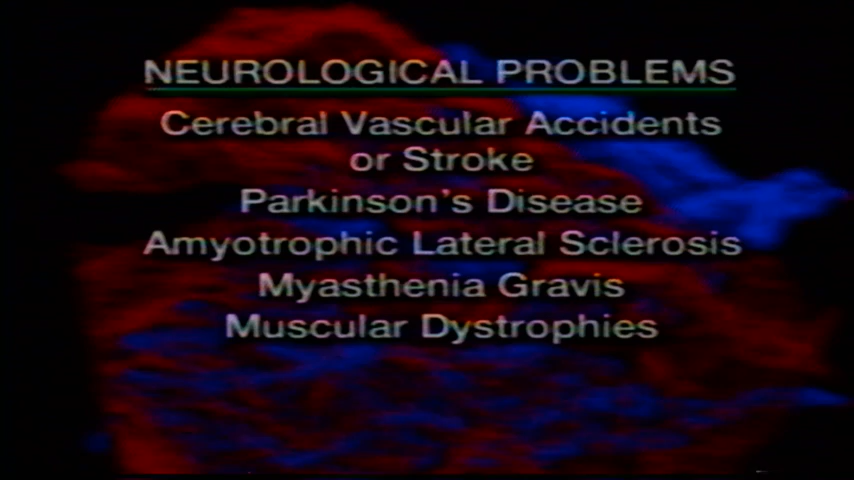 NEUROLOGICAL PROBLEMS
Cerebral Vascular Accidents
or Stroke
Parkinson's Disease
Amyotrophic Lateral Sclerosis
Myasthenia Gravis
Muscular Dystrophies